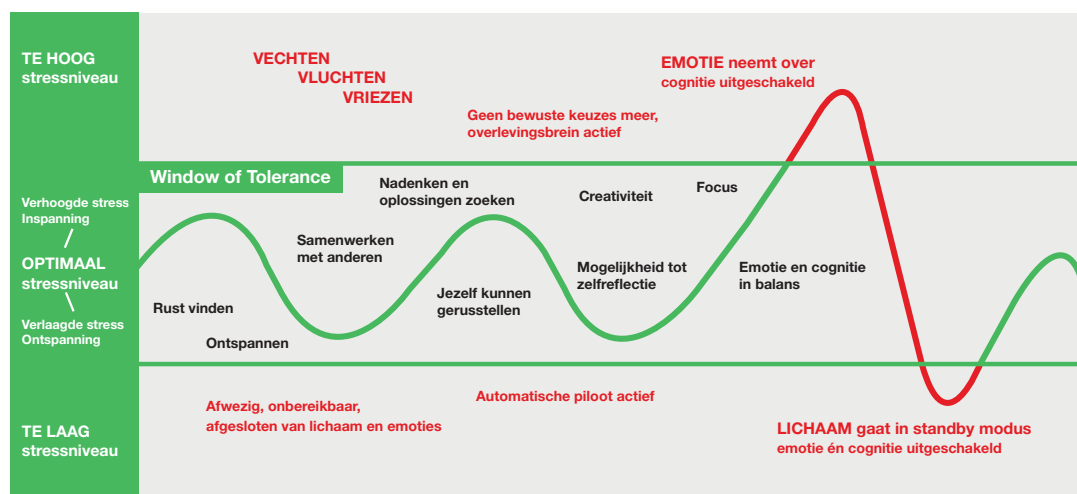 TE HOOG
stressniveau
VECHTEN
VLUCHTEN
VRIEZEN
EMOTIE neemt over
cognitie uitgeschakeld
Geen bewuste keuzes meer,
overlevingsbrein actief
Window of Tolerance
Verhoogde stress
Inspanning
OPTIMAAL
stressniveau
Verlaagde stress
Ontspanning
Nadenken en
oplossingen zoeken
Creativiteit
Focus
Samenwerken
met anderen
Mogelijkheid tot
zelfreflectie
Emotie en cognitie
in balans
Rust vinden
Jezelf kunnen
gerusstellen
Ontspannen
TE LAAG
stressniveau
Afwezig, onbereikbaar,
afgesloten van lichaam en emoties
Automatische piloot actief
LICHAAM gaat in standby modus
emotie én cognitie uitgeschakeld